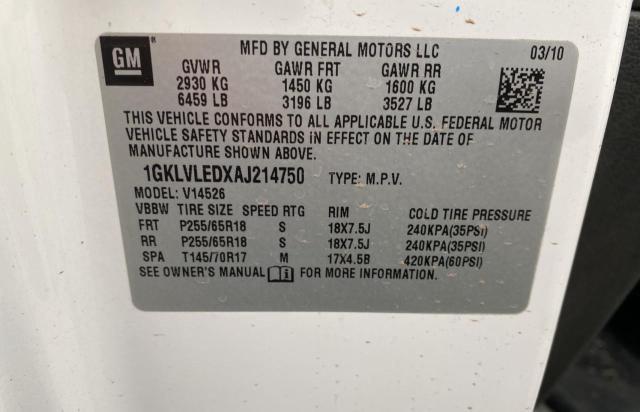 GM
MFD BY GENERAL MOTORS LLC 03/10
GVWR GAWR FRT GAWR RR
2930 KG 1450 KG 1600 KG
6459 LB 3196 LB 3527 LB
THIS VEHICLE CONFORMS TO ALL APPLICABLE U.S. FEDERAL MOTOR
VEHICLE SAFETY STANDARDS IN EFFECT ON THE DATE OF
MANUFACTURE SHOWN ABOVE.
1GKLVLEDXAJ214750 TYPE: M.P.V.
MODEL: V14526
VBBW TIRE SIZE SPEED RTG RIM COLD TIRE PRESSURE
FRT P255/65R18 S 18X7.5J 240KPA(35PSI)
RR P255/65R18 S 18X7.5J 240KPA(35PSI)
SPA T145/70R17 M 17X4.5B 420KPA(60PSI)
SEE OWNER'S MANUAL FOR MORE INFORMATION.